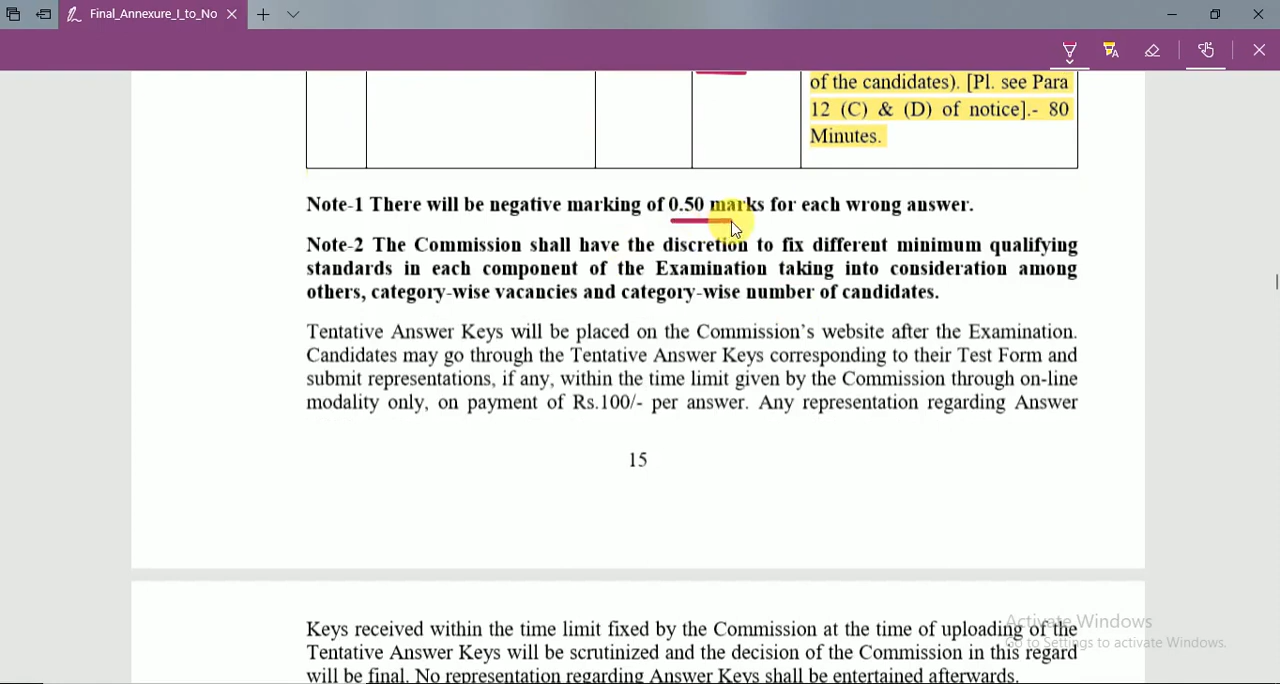 Final_Annexure_I_to_No
of the candidates). [Pl. see Para
12 (C) & (D) of notice].- 80
Minutes.
Note-1 There will be negative marking of 0.50 marks for each wrong answer.
Note-2 The Commission shall have the discretion to fix different minimum qualifying
standards in each component of the Examination taking into consideration among
others, category-wise vacancies and category-wise number of candidates.
Tentative Answer Keys will be placed on the Commission's website after the Examination.
Candidates may go through the Tentative Answer Keys corresponding to their Test Form and
submit representations, if any, within the time limit given by the Commission through on-line
modality only, on payment of Rs.100/- per answer. Any representation regarding Answer
15
Keys received within the time limit fixed by the Commission at the time of uploading of the
Tentative Answer Keys will be scrutinized and the decision of the Commission in this regard
will be final. No representation regarding Answer Keys shall be entertained afterwards.
Activate Windows
Go to Settings to activate Windows.